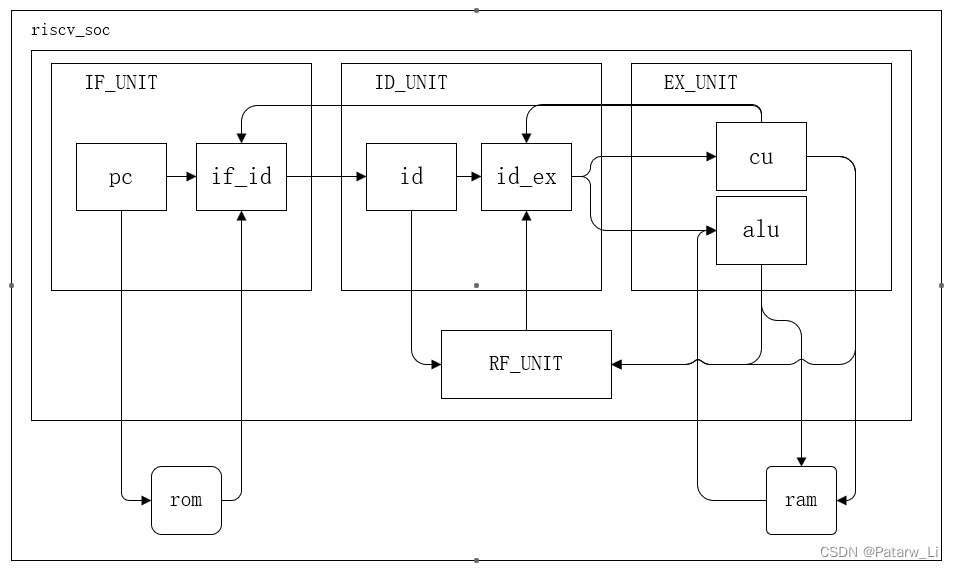 riscv_soc
IF_UNIT
ID_UNIT
EX_UNIT
pc
if_id
id
id_ex
cu
alu
RF_UNIT
rom
ram
CSDN @Patarw_Li